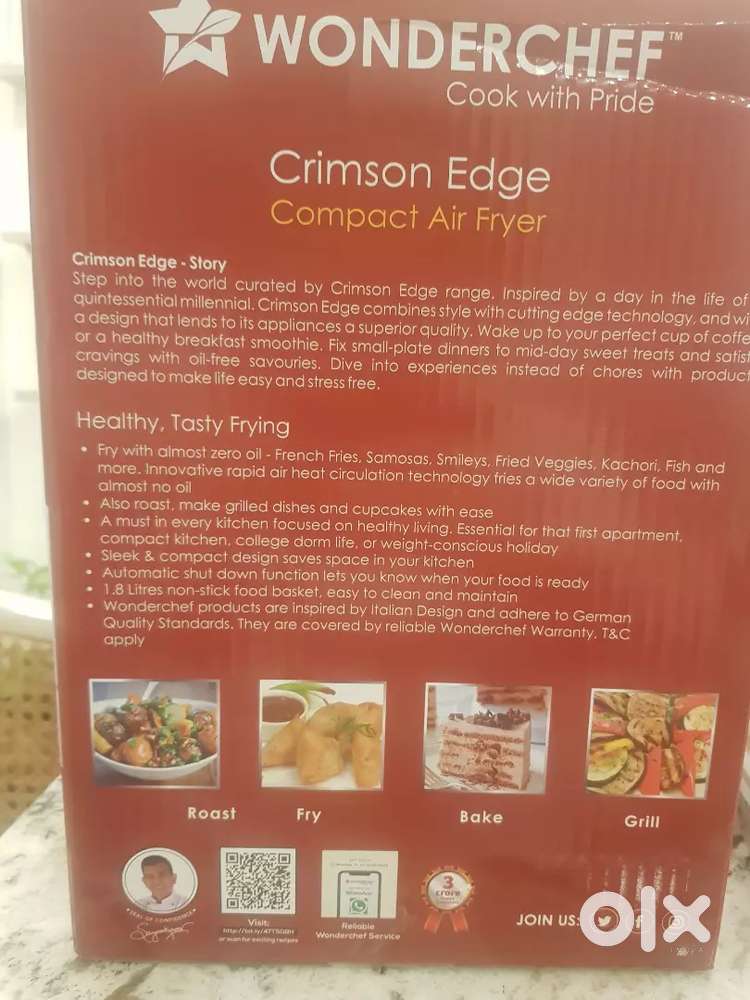 WONDERCHEF™
Cook with Pride
Crimson Edge
Compact Air Fryer
Crimson Edge - Story
Step into the world curated by Crimson Edge range. Inspired by a day in the life of
quintessential millennial. Crimson Edge combines style with cutting edge technology, and wi
a design that lends to its appliances a superior quality. Wake up to your perfect cup of coffe
or a healthy breakfast smoothie. Fix small-plate dinners to mid-day sweet treats and satisf
cravings with oil-free savouries. Dive into experiences instead of chores with product
designed to make life easy and stress free.
Healthy, Tasty Frying
• Fry with almost zero oil - French Fries, Samosas, Smileys, Fried Veggies, Kachori, Fish and
more. Innovative rapid air heat circulation technology fries a wide variety of food with
almost no oil
• Also roast, make grilled dishes and cupcakes with ease
• A must in every kitchen focused on healthy living. Essential for that first apartment,
compact kitchen, college dorm life, or weight-conscious holiday
• Sleek & compact design saves space in your kitchen
• Automatic shut down function lets you know when your food is ready
• 1.8 Litres non-stick food basket, easy to clean and maintain
• Wonderchef products are inspired by Italian Design and adhere to German
Quality Standards. They are covered by reliable Wonderchef Warranty. T&C
apply
Roast Fry Bake Grill
SEAL OF CONFIDENCE
Visit:
or scan for exciting recipes
WhatsApp
Reliable
Wonderchef Service
3
crore
JOIN US:
olx